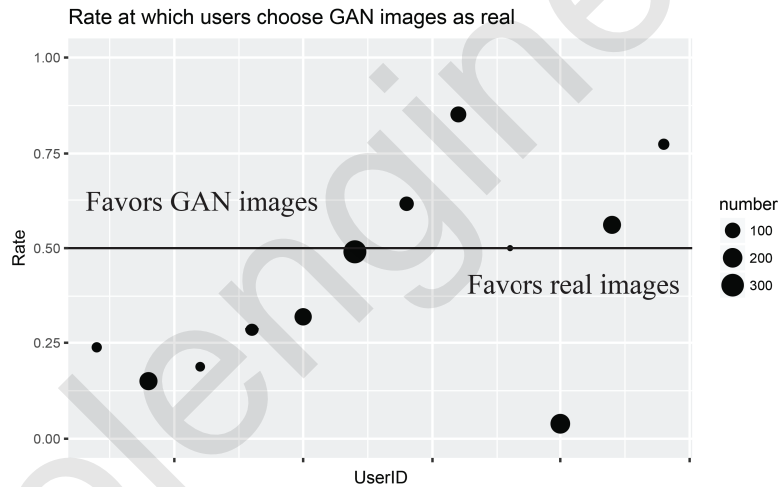 Rate at which users choose GAN images as real
1.00
0.75
0.50
0.25
0.00
Rate
Favors GAN images
Favors real images
UserID
number
100
200
300